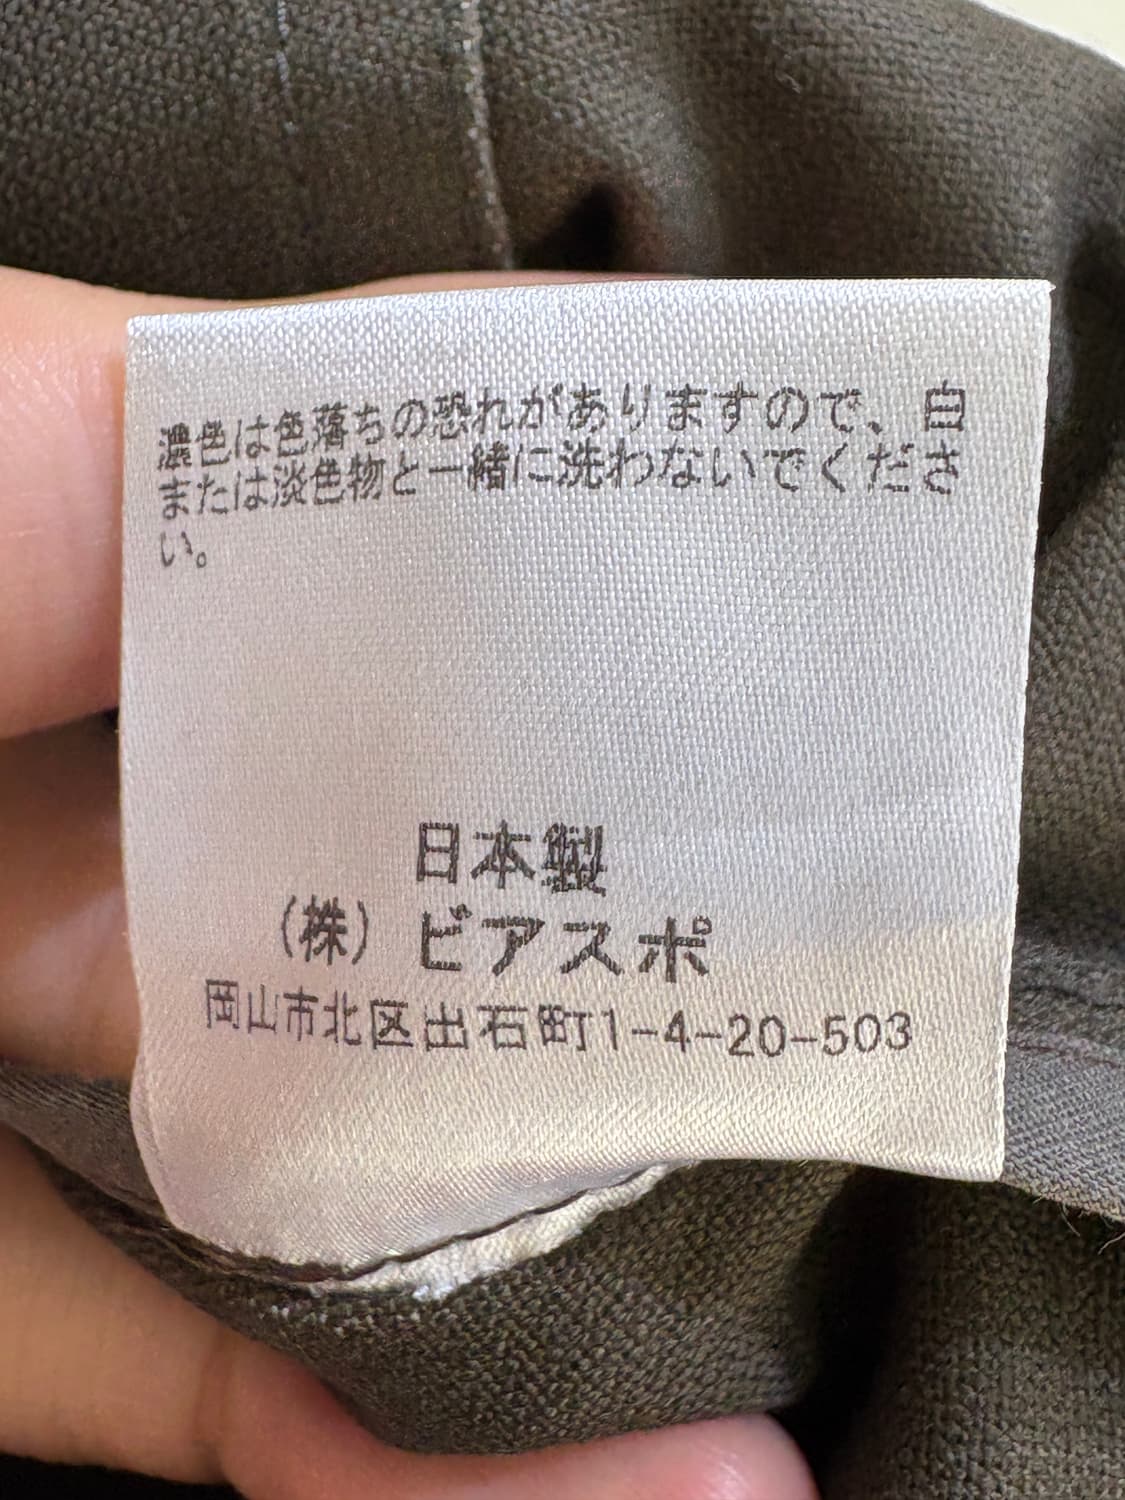 濃色は色落ちの恐れがありますので、白
または淡色物と一緒に洗わないでくださ
い。
日本製
（株）ビアスポ
岡山市北区出石町1-4-20-503